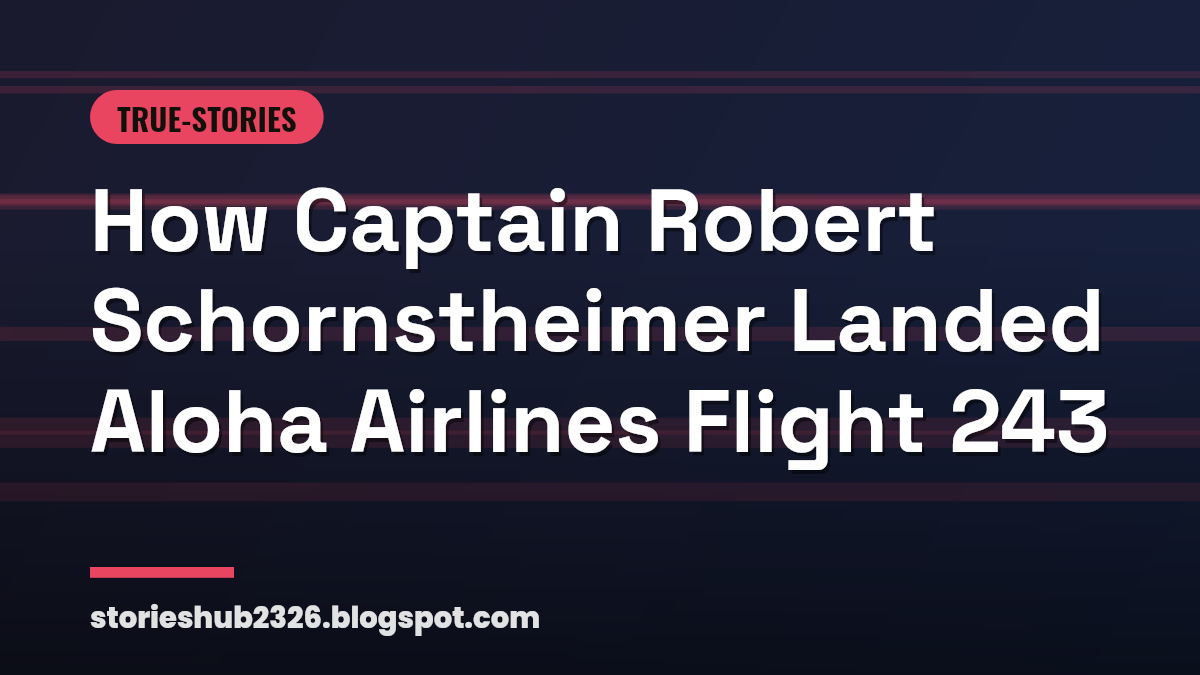 TRUE-STORIES
How Captain Robert
Schornstheimer Landed
Aloha Airlines Flight 243
storieshub2326.blogspot.com